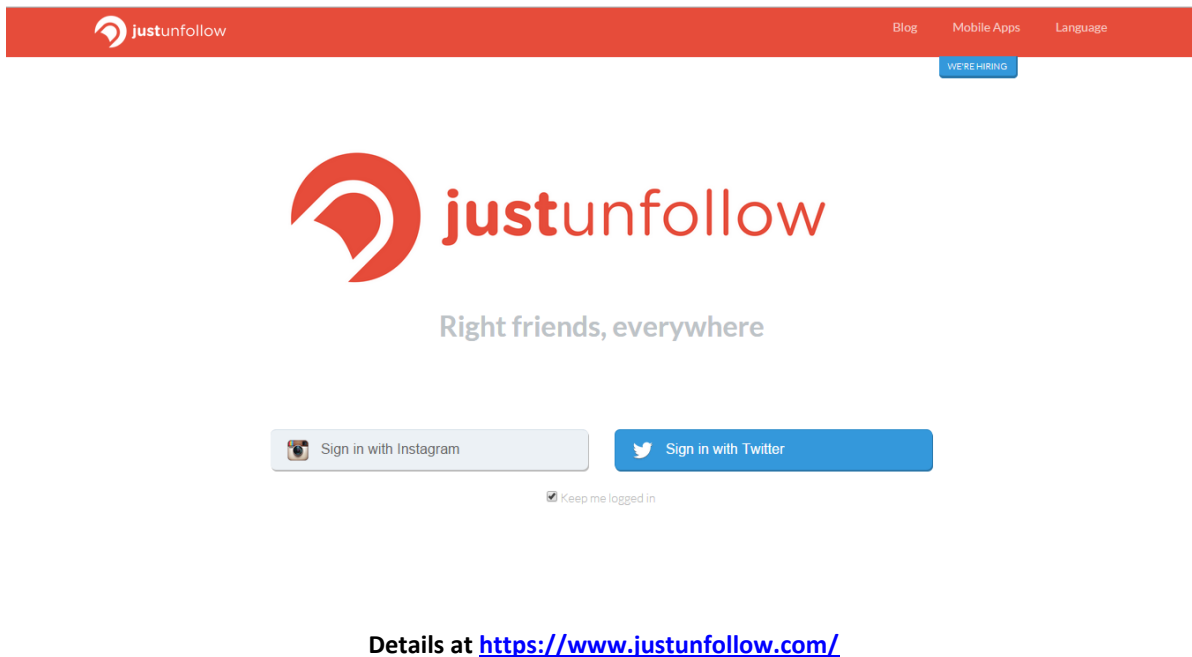 justunfollow Blog Mobile Apps Language
WE'RE HIRING
justunfollow
Right friends, everywhere
Sign in with Instagram Sign in with Twitter
Keep me logged in
Details at https://www.justunfollow.com/